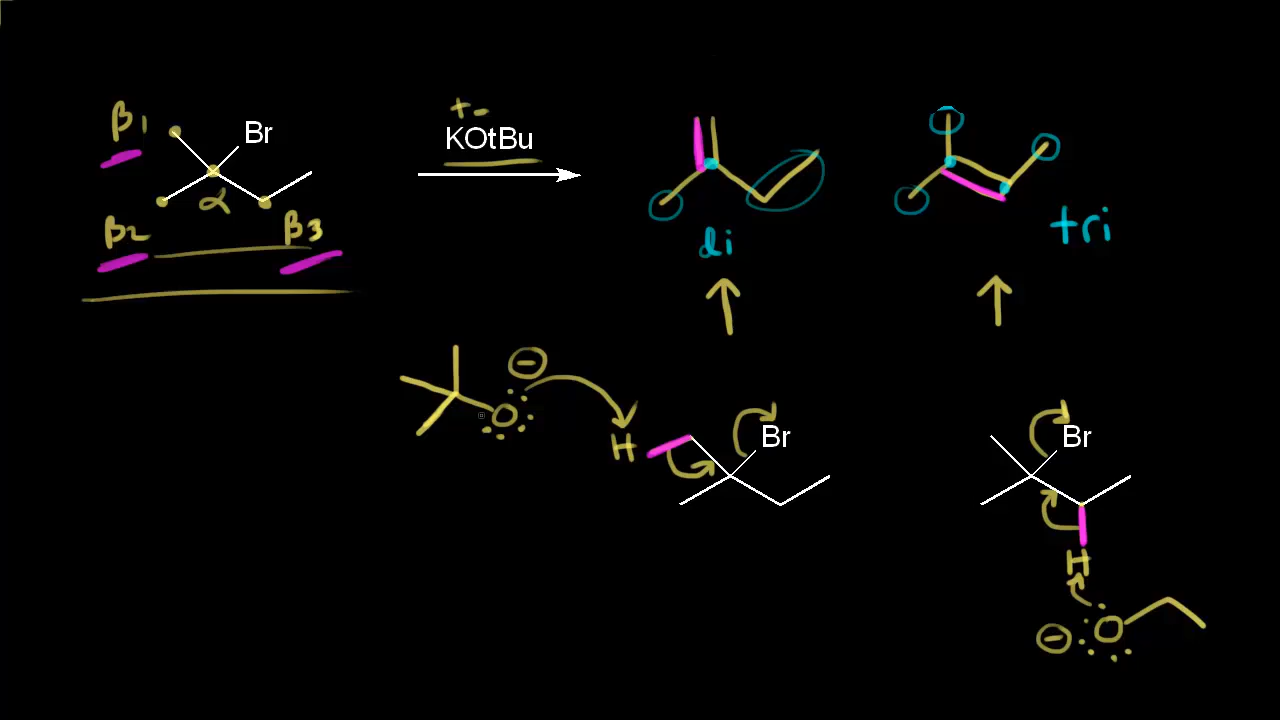 β1
Br
+ -
KOtBu
α
β2
β3
di
tri
−
H
Br
O
Br
H
−
O